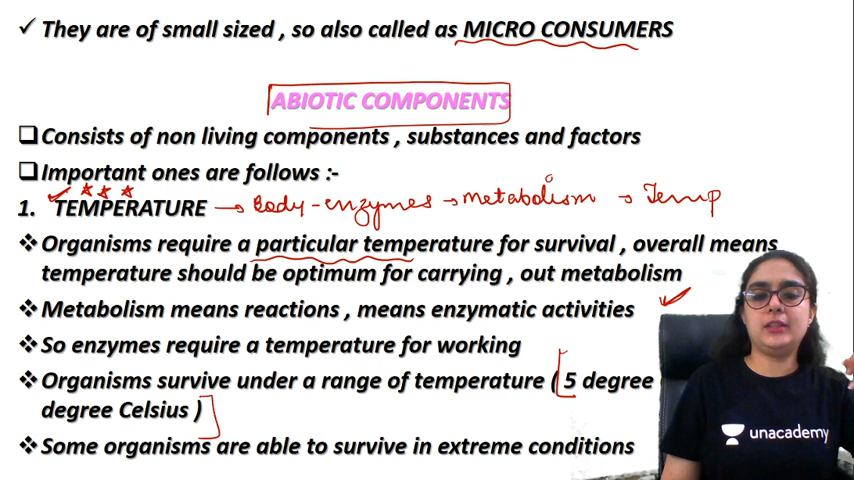 ✓ They are of small sized , so also called as MICRO CONSUMERS
ABIOTIC COMPONENTS
❑ Consists of non living components , substances and factors
❑ Important ones are follows :-
1. TEMPERATURE → Body - enzymes → Metabolism → Temp
❖ Organisms require a particular temperature for survival , overall means
temperature should be optimum for carrying , out metabolism
❖ Metabolism means reactions , means enzymatic activities
❖ So enzymes require a temperature for working
❖ Organisms survive under a range of temperature ( 5 degree
degree Celsius )
❖ Some organisms are able to survive in extreme conditions
unacademy